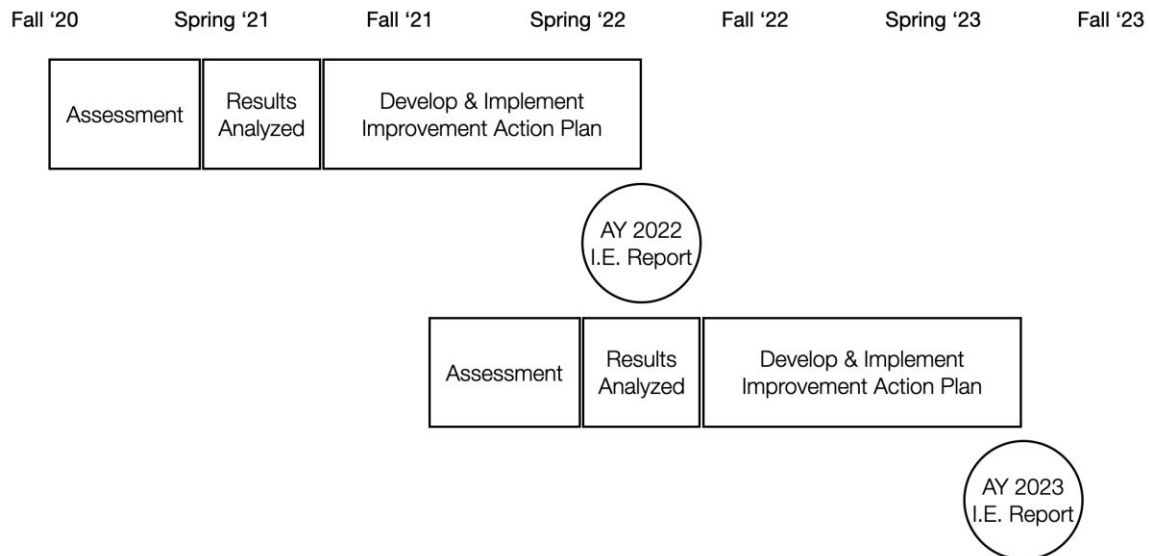 Fall ‘20 Spring ‘21 Fall ‘21 Spring ‘22 Fall ‘22 Spring ‘23 Fall ‘23
Assessment
Results
Analyzed
Develop & Implement
Improvement Action Plan
AY 2022
I.E. Report
Assessment
Results
Analyzed
Develop & Implement
Improvement Action Plan
AY 2023
I.E. Report